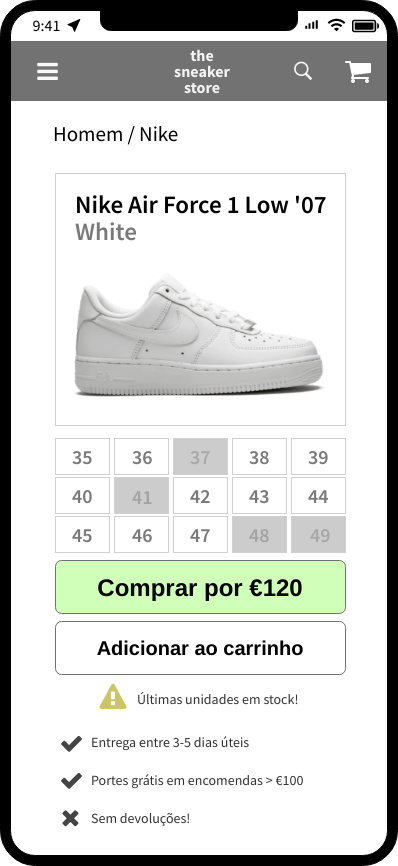 9:41
the
sneaker
store
Homem / Nike
Nike Air Force 1 Low '07
White
35 36 37 38 39
40 41 42 43 44
45 46 47 48 49
Comprar por €120
Adicionar ao carrinho
Últimas unidades em stock!
Entrega entre 3-5 dias úteis
Portes grátis em encomendas > €100
Sem devoluções!